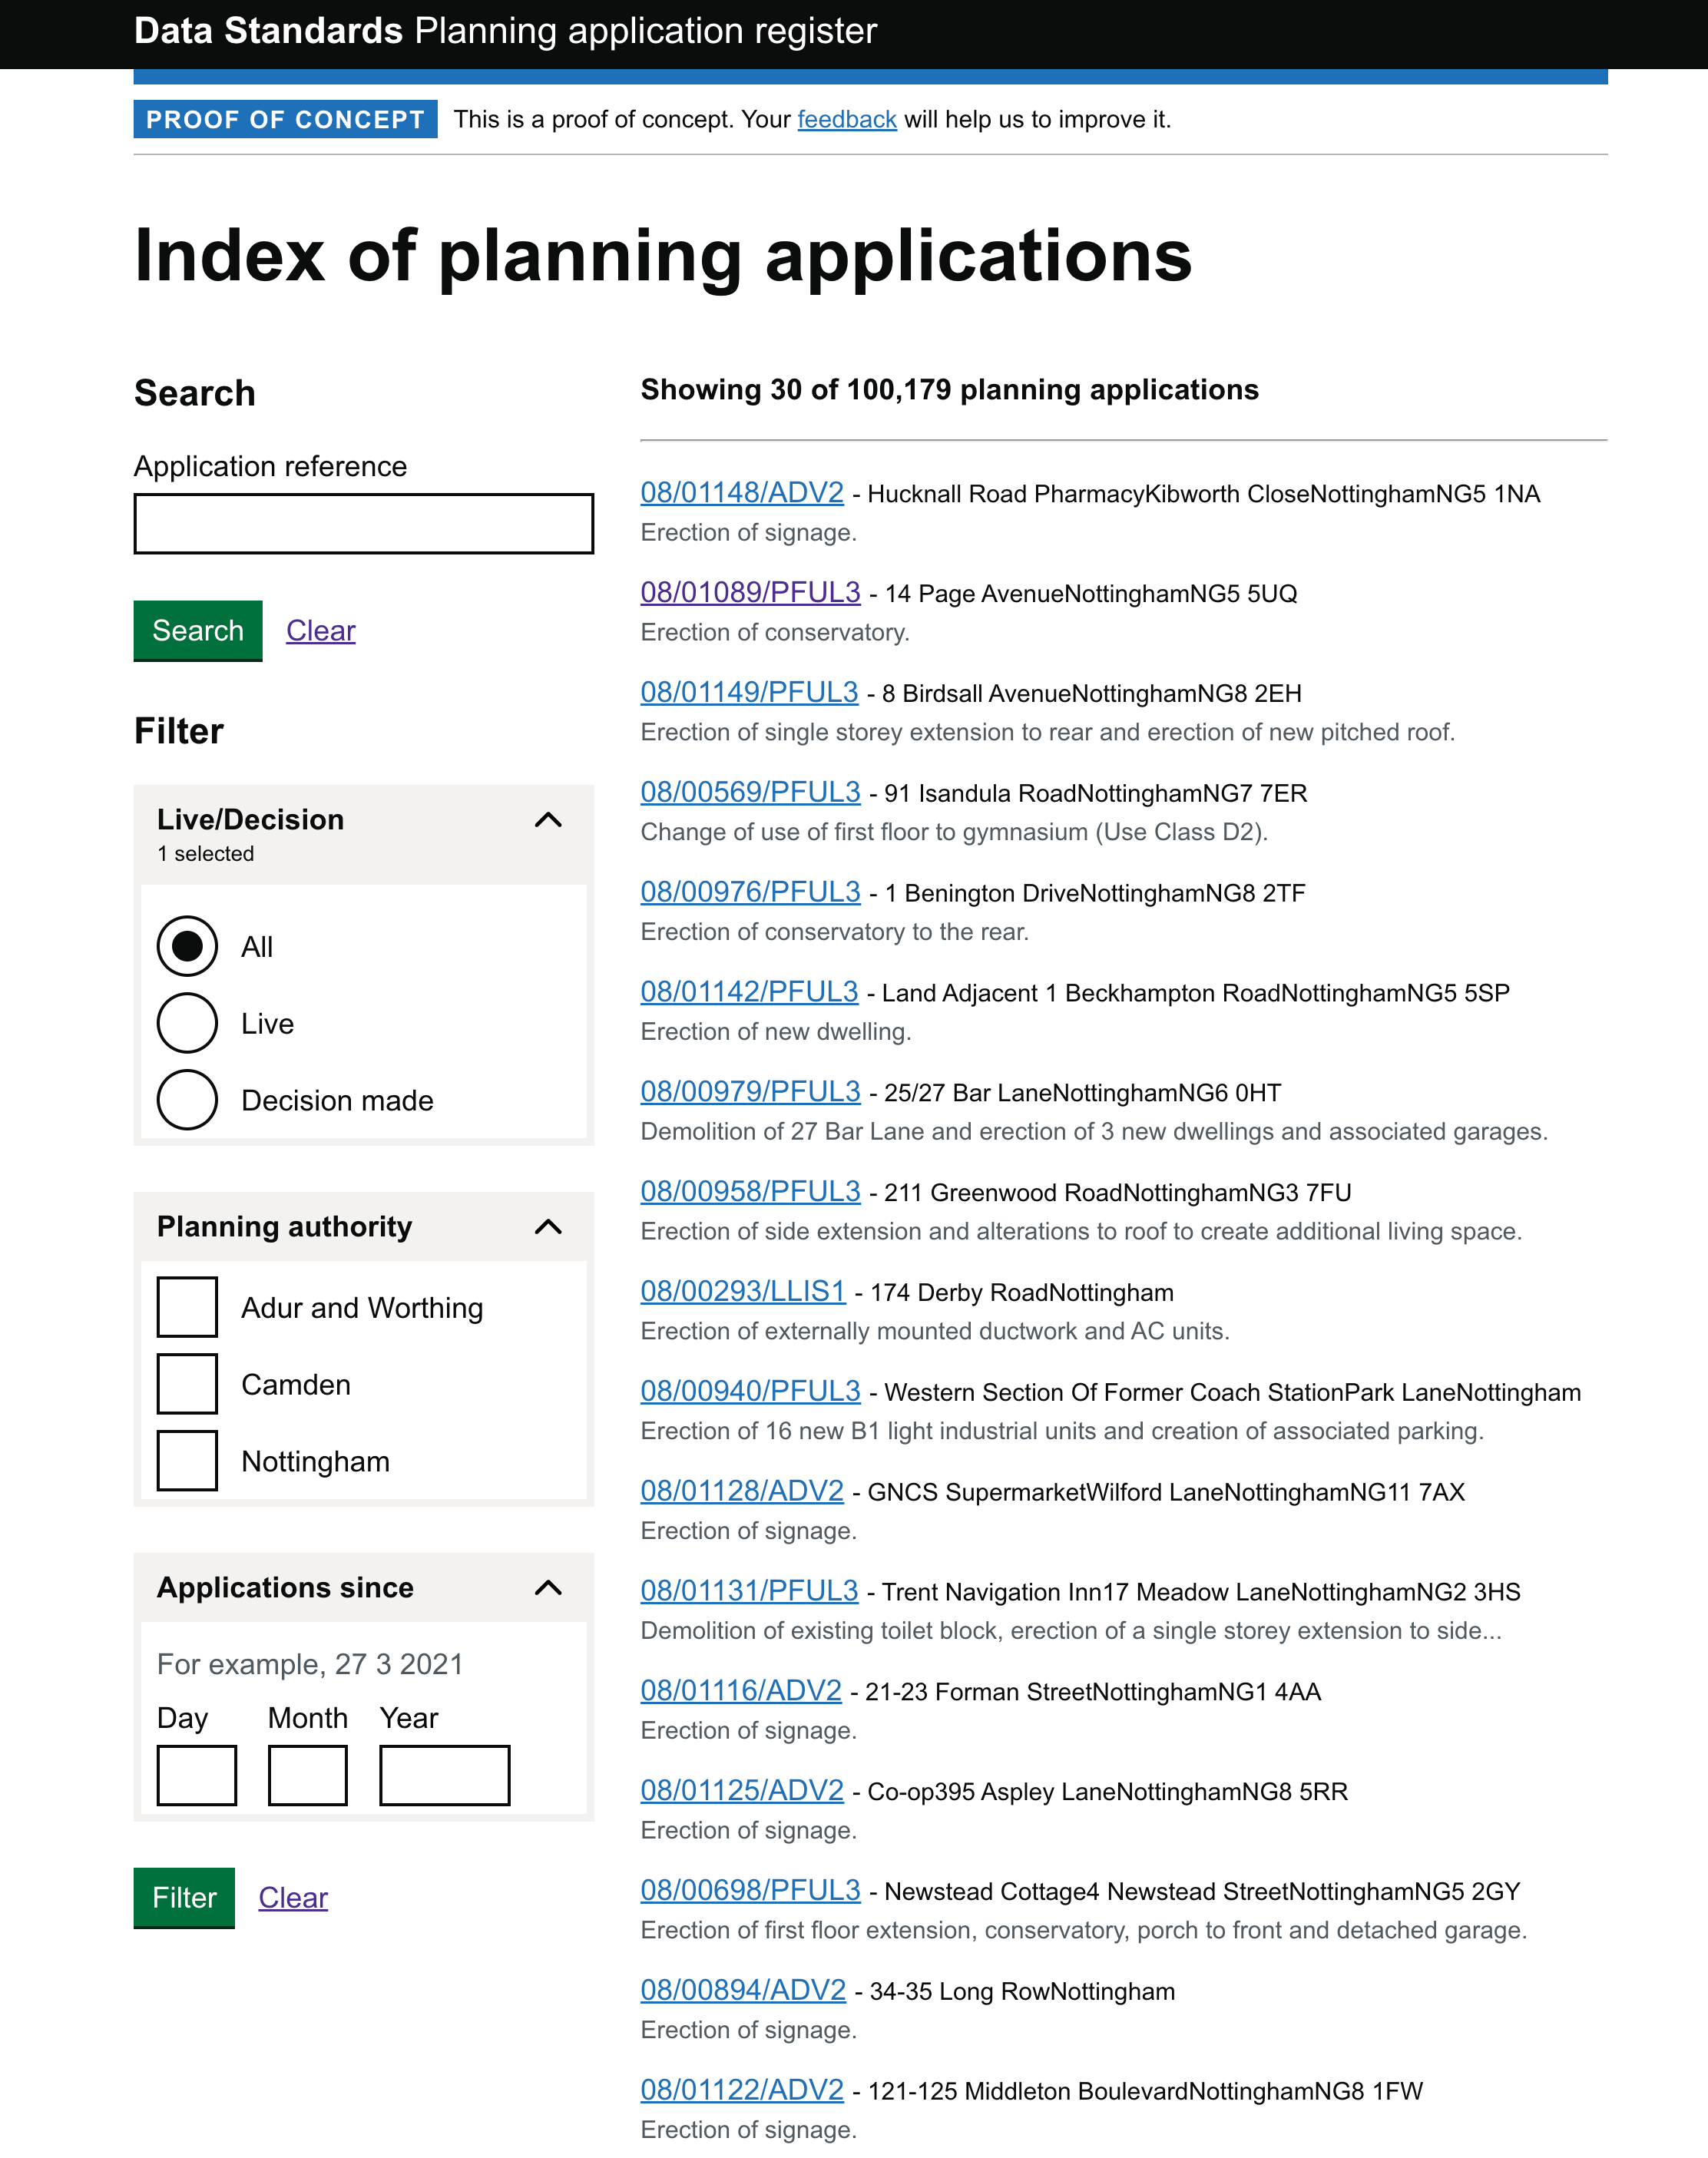 Data Standards Planning application register
PROOF OF CONCEPT This is a proof of concept. Your feedback will help us to improve it.
Index of planning applications
Search
Application reference
Search Clear
Filter
Live/Decision
1 selected
All
Live
Decision made
Planning authority
Adur and Worthing
Camden
Nottingham
Applications since
For example, 27 3 2021
Day Month Year
Filter Clear
Showing 30 of 100,179 planning applications
08/01148/ADV2 - Hucknall Road PharmacyKibworth CloseNottinghamNG5 1NA
Erection of signage.
08/01089/PFUL3 - 14 Page AvenueNottinghamNG5 5UQ
Erection of conservatory.
08/01149/PFUL3 - 8 Birdsall AvenueNottinghamNG8 2EH
Erection of single storey extension to rear and erection of new pitched roof.
08/00569/PFUL3 - 91 Isandula RoadNottinghamNG7 7ER
Change of use of first floor to gymnasium (Use Class D2).
08/00976/PFUL3 - 1 Benington DriveNottinghamNG8 2TF
Erection of conservatory to the rear.
08/01142/PFUL3 - Land Adjacent 1 Beckhampton RoadNottinghamNG5 5SP
Erection of new dwelling.
08/00979/PFUL3 - 25/27 Bar LaneNottinghamNG6 0HT
Demolition of 27 Bar Lane and erection of 3 new dwellings and associated garages.
08/00958/PFUL3 - 211 Greenwood RoadNottinghamNG3 7FU
Erection of side extension and alterations to roof to create additional living space.
08/00293/LLIS1 - 174 Derby RoadNottingham
Erection of externally mounted ductwork and AC units.
08/00940/PFUL3 - Western Section Of Former Coach StationPark LaneNottingham
Erection of 16 new B1 light industrial units and creation of associated parking.
08/01128/ADV2 - GNCS SupermarketWilford LaneNottinghamNG11 7AX
Erection of signage.
08/01131/PFUL3 - Trent Navigation Inn17 Meadow LaneNottinghamNG2 3HS
Demolition of existing toilet block, erection of a single storey extension to side...
08/01116/ADV2 - 21-23 Forman StreetNottinghamNG1 4AA
Erection of signage.
08/01125/ADV2 - Co-op395 Aspley LaneNottinghamNG8 5RR
Erection of signage.
08/00698/PFUL3 - Newstead Cottage4 Newstead StreetNottinghamNG5 2GY
Erection of first floor extension, conservatory, porch to front and detached garage.
08/00894/ADV2 - 34-35 Long RowNottingham
Erection of signage.
08/01122/ADV2 - 121-125 Middleton BoulevardNottinghamNG8 1FW
Erection of signage.